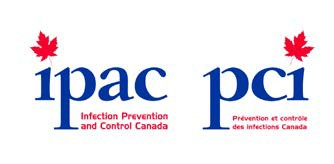 ipac
Infection Prevention
and Control Canada
pci
Prévention et contrôle
des infections Canada